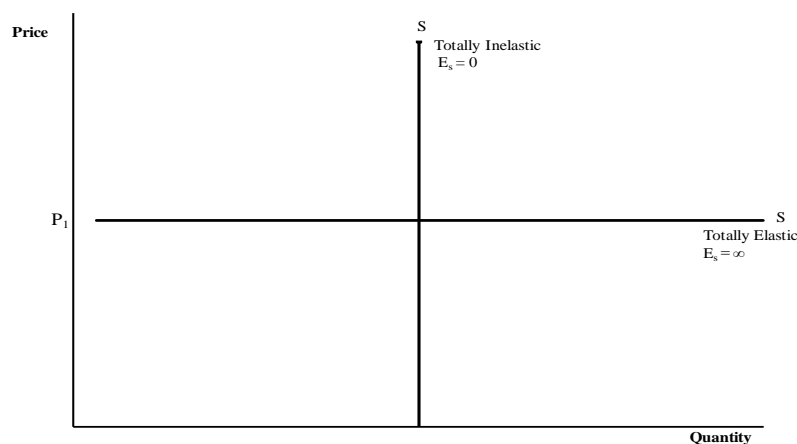 S
Price
Totally Inelastic
Eₛ = 0
P₁
S
Totally Elastic
Eₛ = ∞
Quantity